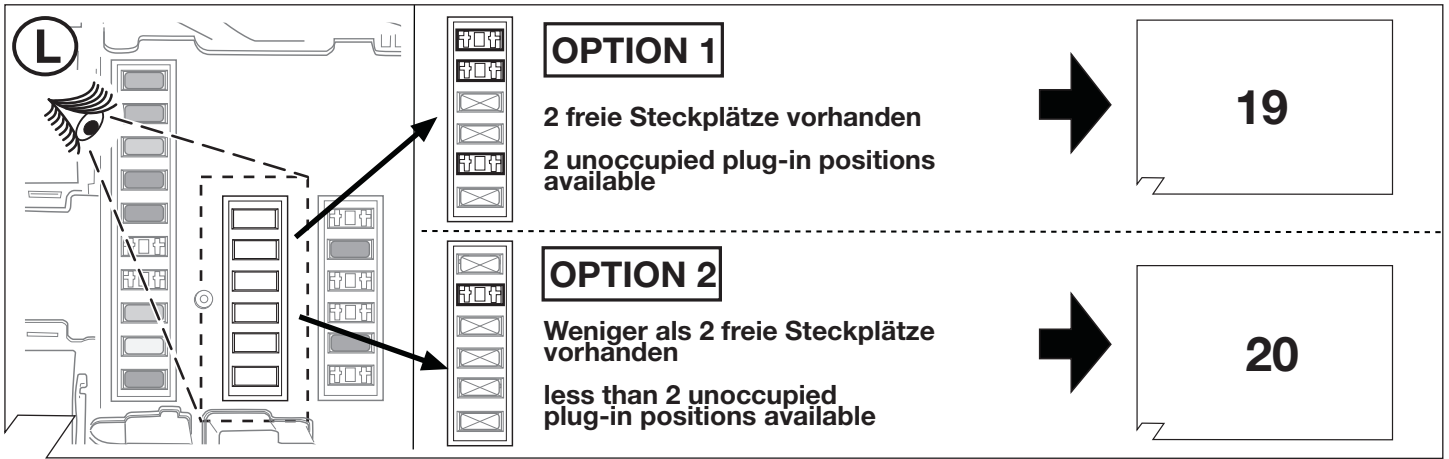 L
OPTION 1
2 freie Steckplätze vorhanden
2 unoccupied plug-in positions
available
19
OPTION 2
Weniger als 2 freie Steckplätze
vorhanden
less than 2 unoccupied
plug-in positions available
20